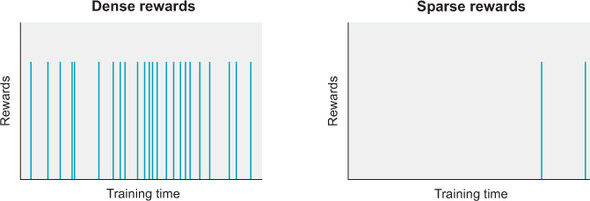 Dense rewards
Sparse rewards
Rewards
Training time
Rewards
Training time